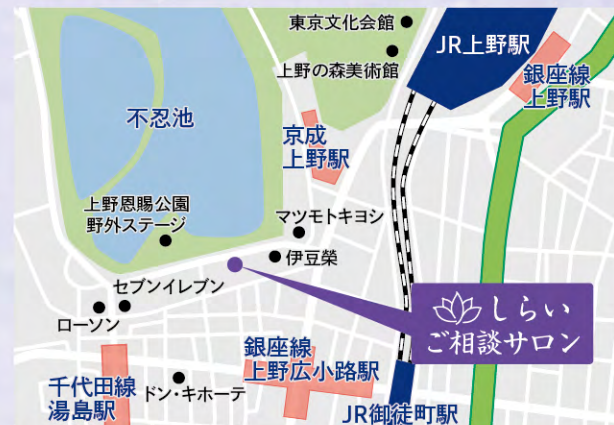 東京文化会館
JR上野駅
上野の森美術館
銀座線
上野駅
不忍池
京成
上野駅
上野恩賜公園
野外ステージ
マツモトキヨシ
伊豆榮
セブンイレブン
ローソン
しらい
ご相談サロン
銀座線
上野広小路駅
千代田線
湯島駅
ドン・キホーテ
JR御徒町駅